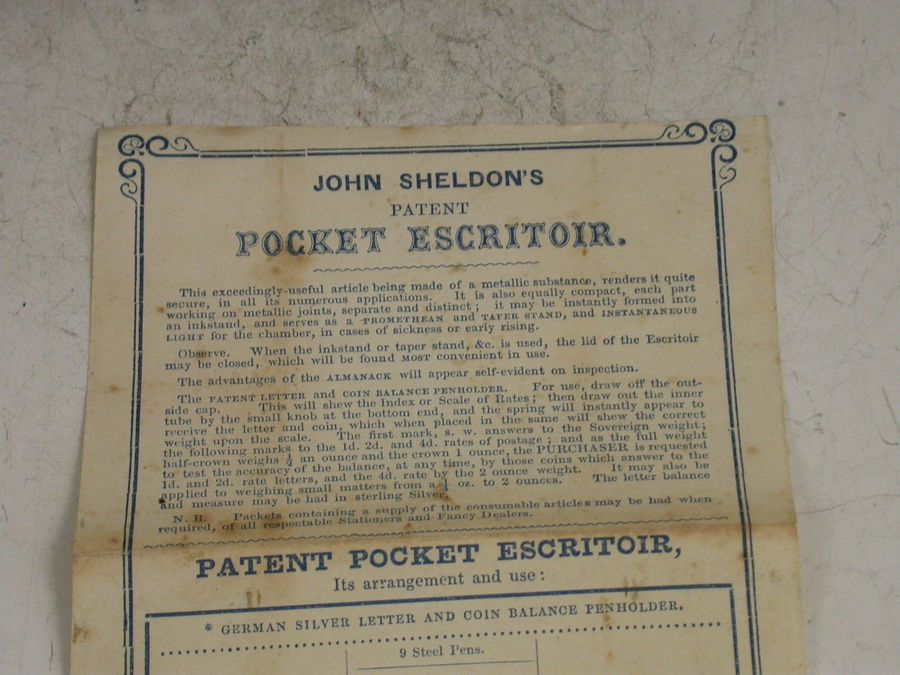 JOHN SHELDON'S
PATENT
POCKET ESCRITOIR.
This exceedingly-useful article being made of a metallic substance, renders it quite
secure, in all its numerous applications. It is also equally compact, each part
working on metallic joints, separate and distinct; it may be instantly formed into
an inkstand, and serves as a PROMETHEAN and TAPER STAND, and INSTANTANEOUS
LIGHT for the chamber, in cases of sickness or early rising.
Observe. When the inkstand or taper stand, &c. is used, the lid of the Escritoir
may be closed, which will be found MOST convenient in use.
The advantages of the ALMANACK will appear self-evident on inspection.
The PATENT LETTER and COIN BALANCE PENHOLDER. For use, draw off the out-
side cap. This will shew the Index or Scale of Rates; then draw out the inner
tube by the small knob at the bottom end, and the spring will instantly appear to
receive the letter and coin, which when placed in the same will shew the correct
weight upon the scale. The first mark, s. w. answers to the Sovereign weight;
the following marks to the 1d. 2d. and 4d. rates of postage; and as the full weight
half-crown weighs ½ an ounce and the crown 1 ounce, the PURCHASER is requested
to test the accuracy of the balance, at any time, by those coins which answer to the
1d. and 2d. rate letters, and the 4d. rate by the 2 ounce weight. It may also be
applied to weighing small matters from a ¼ oz. to 2 ounces. The letter balance
and measure may be had in sterling Silver.
N. B. Packets containing a supply of the consumable articles may be had when
required, of all respectable Stationers and Fancy Dealers.
PATENT POCKET ESCRITOIR,
Its arrangement and use:
* GERMAN SILVER LETTER AND COIN BALANCE PENHOLDER.
9 Steel Pens.